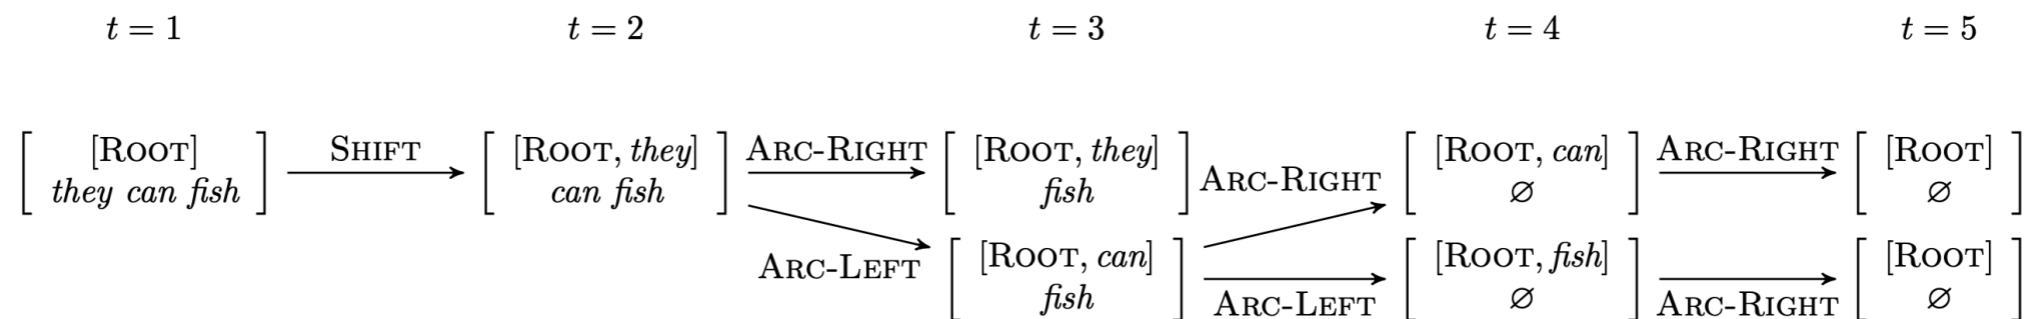 t = 1 t = 2 t = 3 t = 4 t = 5
[ROOT] SHIFT [ROOT, they] ARC-RIGHT [ROOT, they] ARC-RIGHT [ROOT, can] ARC-RIGHT [ROOT]
they can fish can fish fish ∅ ∅
ARC-LEFT [ROOT, can] ARC-LEFT [ROOT, fish] ARC-RIGHT [ROOT]
fish ∅ ∅